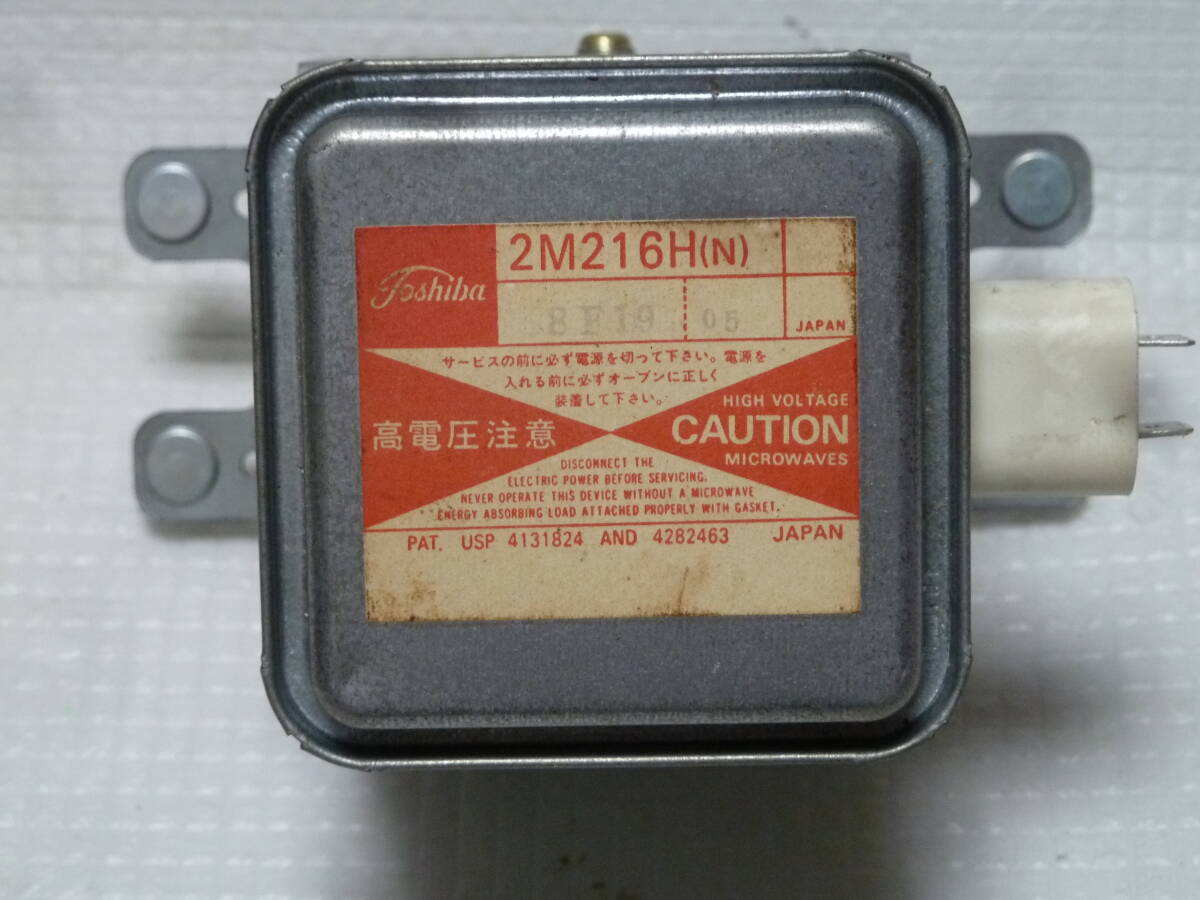 Toshiba
2M216H(N)
8F19 05
JAPAN
サービスの前に必ず電源を切って下さい。電源を
入れる前に必ずオーブンに正しく
装着して下さい。
高電圧注意
HIGH VOLTAGE
CAUTION
MICROWAVES
DISCONNECT THE
ELECTRIC POWER BEFORE SERVICING.
NEVER OPERATE THIS DEVICE WITHOUT A MICROWAVE
ENERGY ABSORBING LOAD ATTACHED PROPERLY WITH GASKET.
PAT. USP 4131824 AND 4282463 JAPAN